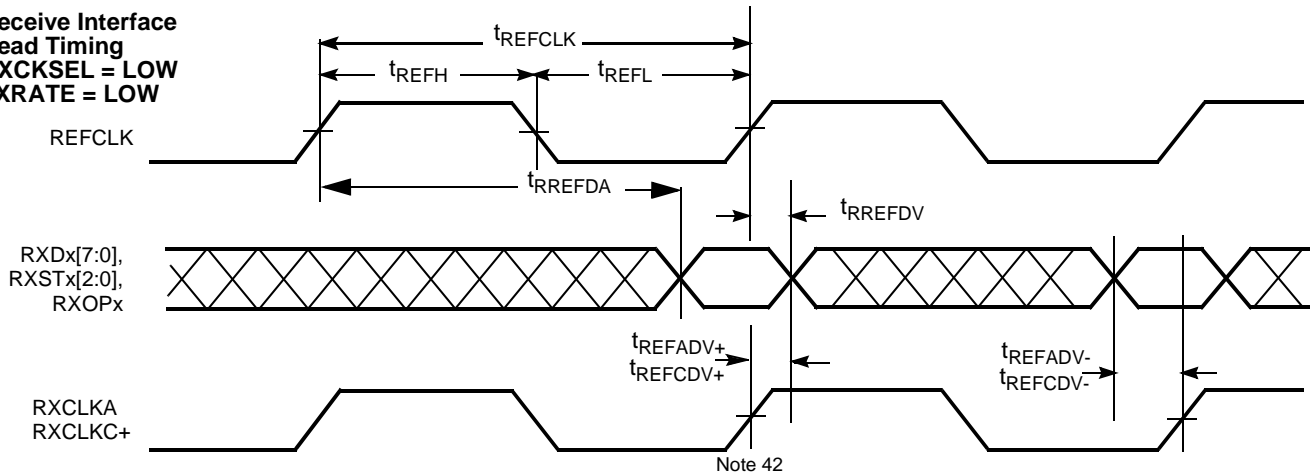 eceive Interface
ead Timing
XCKSEL = LOW
XRATE = LOW
tREFCLK
tREFH
tREFL
REFCLK
tRREFDA
tRREFDV
RXDx[7:0],
RXSTx[2:0],
RXOPx
tREFADV+
tREFCDV+
tREFADV-
tREFCDV-
RXCLKA
RXCLKC+
Note 42